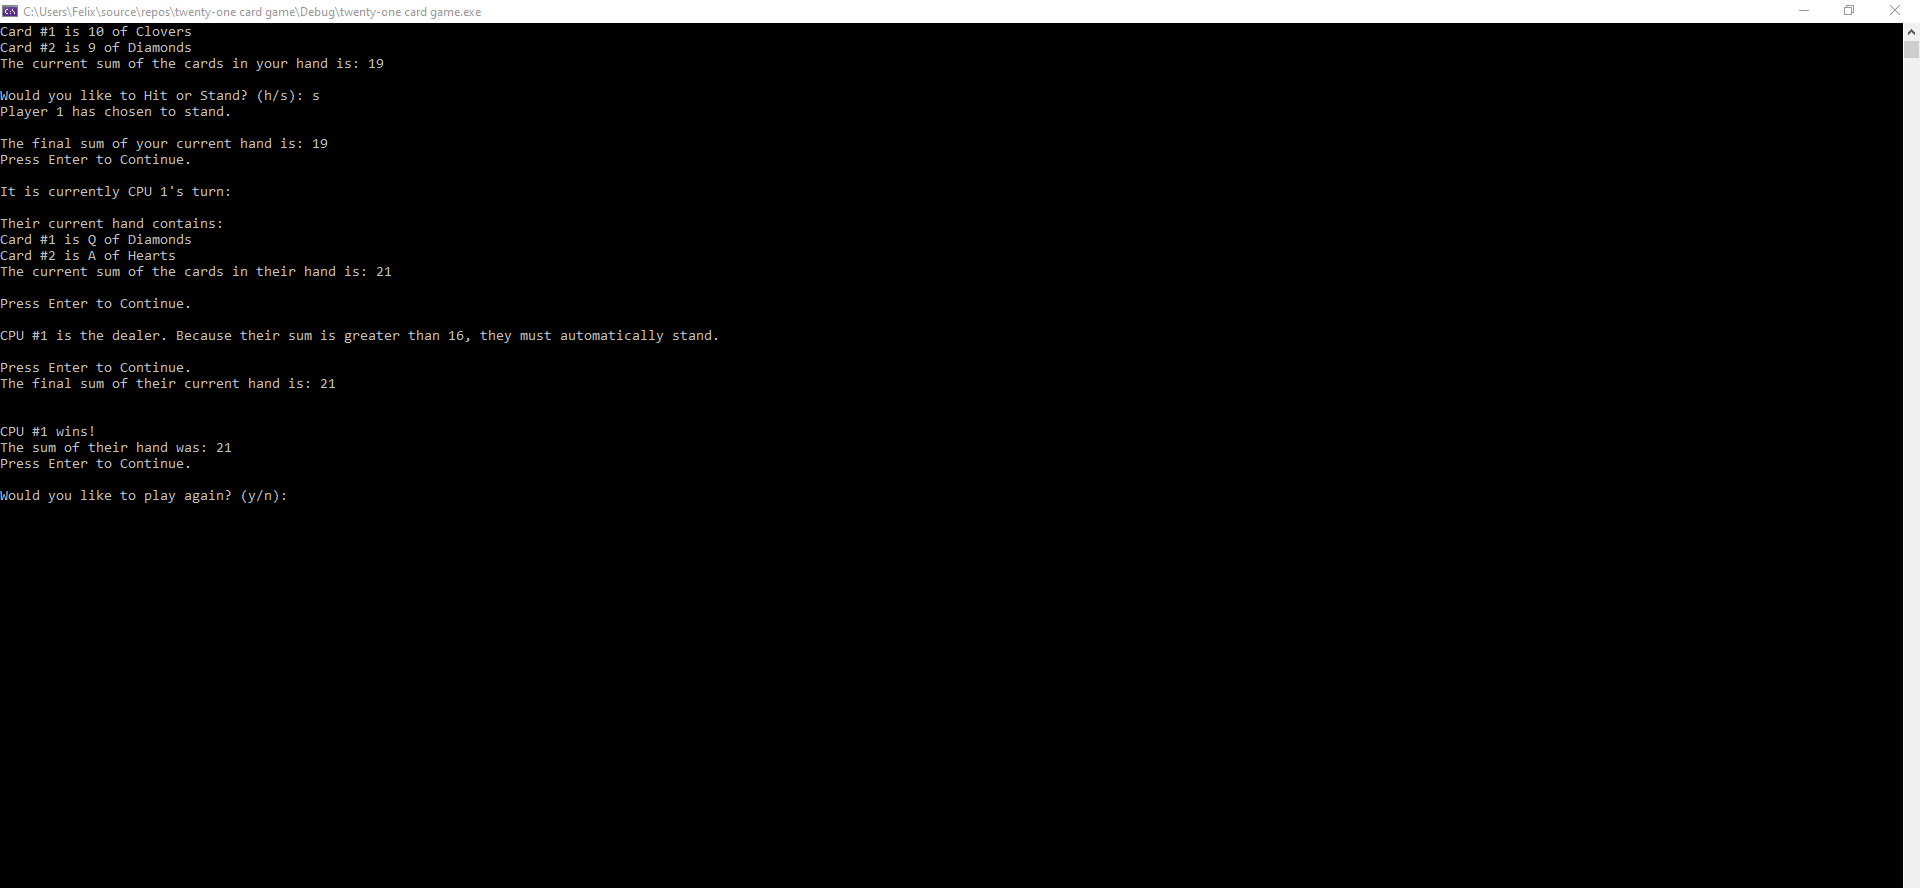 C:\Users\Felix\source\repos\twenty-one card game\Debug\twenty-one card game.exe
Card #1 is 10 of Clovers
Card #2 is 9 of Diamonds
The current sum of the cards in your hand is: 19
Would you like to Hit or Stand? (h/s): s
Player 1 has chosen to stand.
The final sum of your current hand is: 19
Press Enter to Continue.
It is currently CPU 1's turn:
Their current hand contains:
Card #1 is Q of Diamonds
Card #2 is A of Hearts
The current sum of the cards in their hand is: 21
Press Enter to Continue.
CPU #1 is the dealer. Because their sum is greater than 16, they must automatically stand.
Press Enter to Continue.
The final sum of their current hand is: 21
CPU #1 wins!
The sum of their hand was: 21
Press Enter to Continue.
Would you like to play again? (y/n):